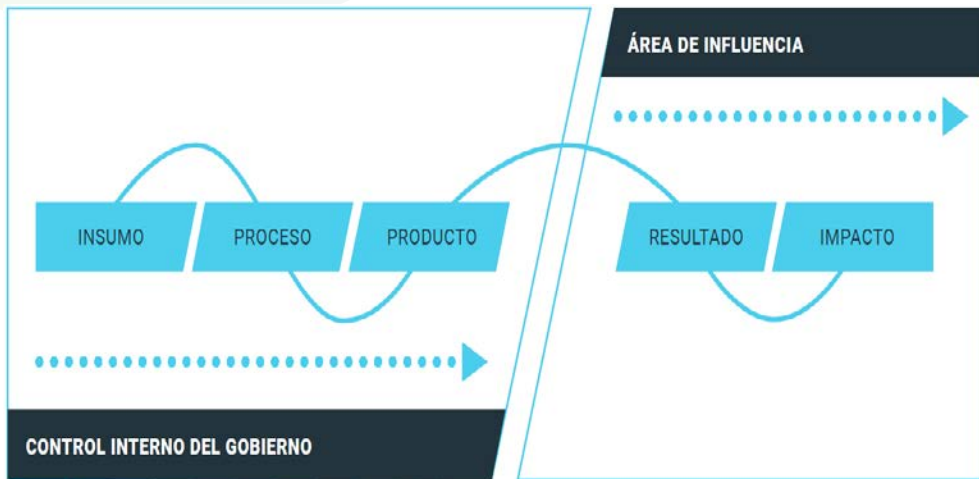 ÁREA DE INFLUENCIA
INSUMO
PROCESO
PRODUCTO
RESULTADO
IMPACTO
CONTROL INTERNO DEL GOBIERNO